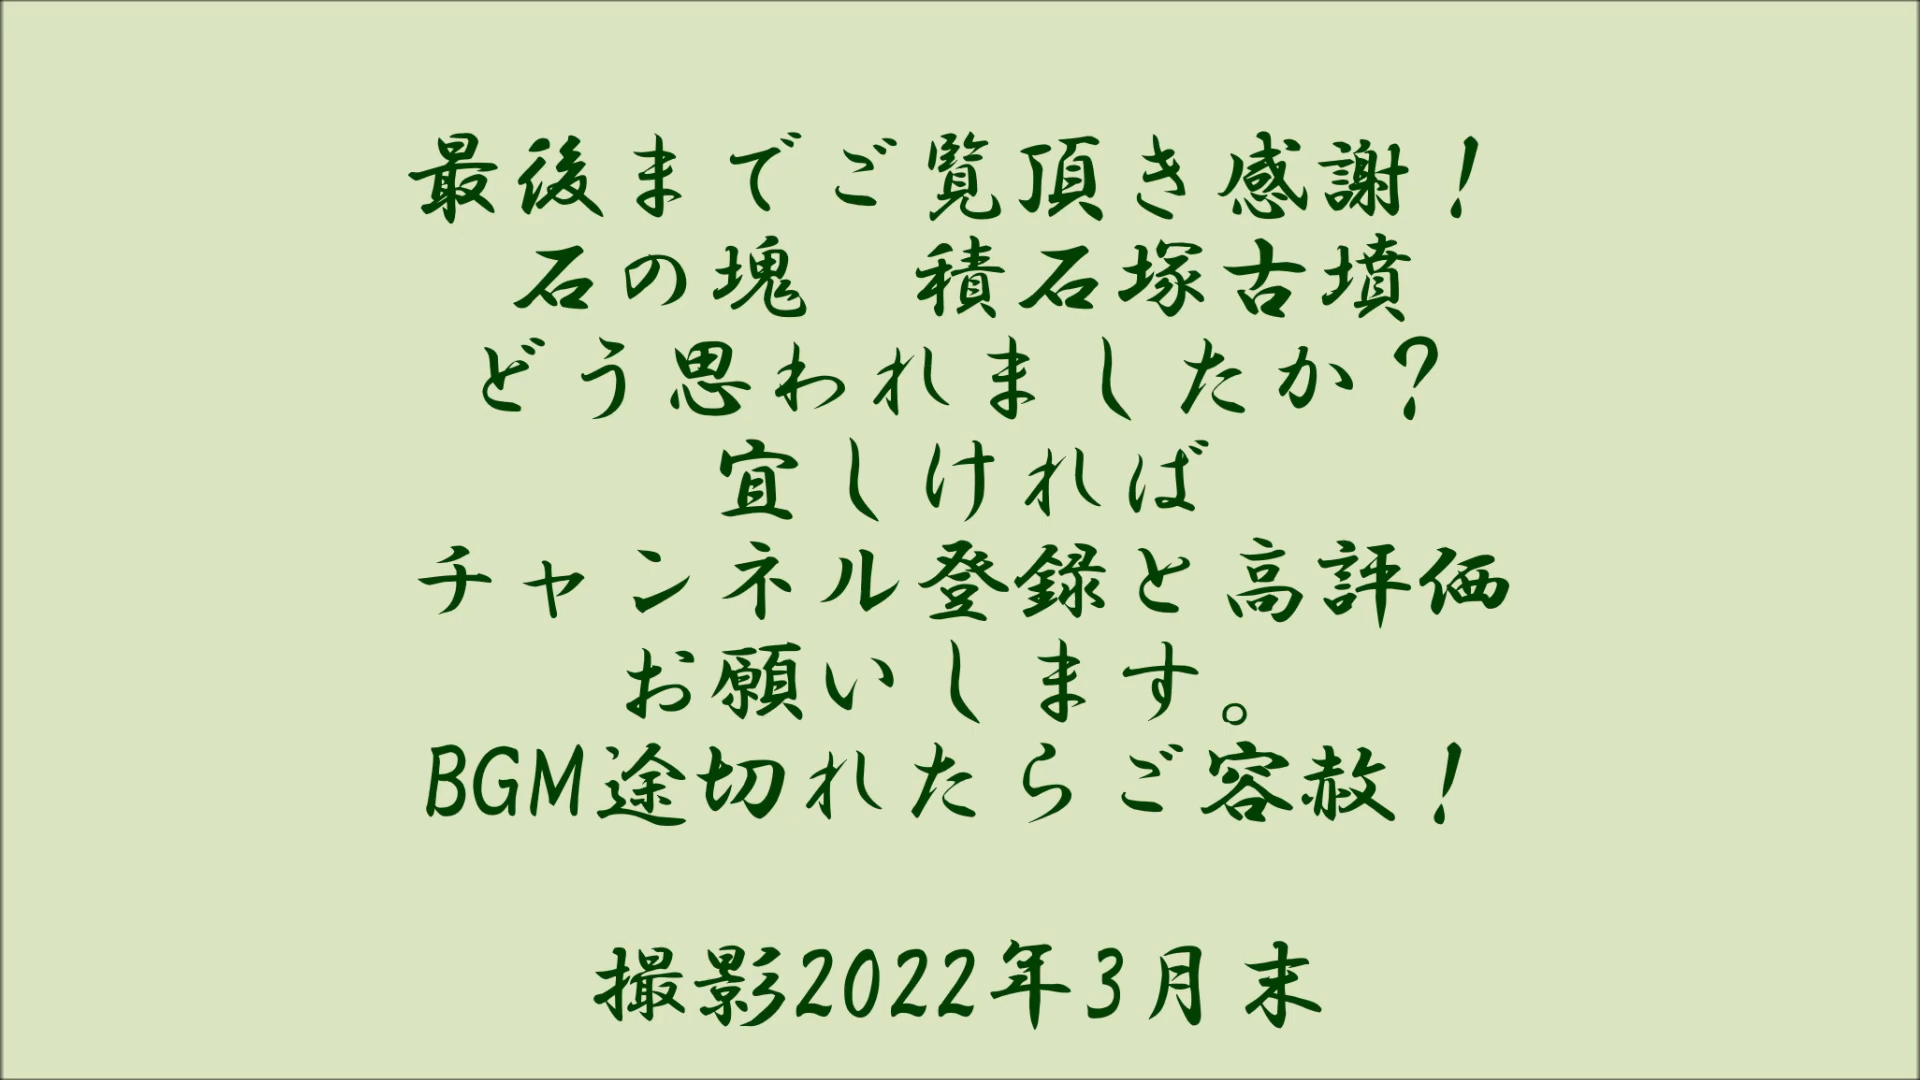 最後までご覧頂き感謝！
石の塊　積石塚古墳
どう思われましたか？
宜しければ
チャンネル登録と高評価
お願いします。
BGM途切れたらご容赦！
撮影2022年3月末